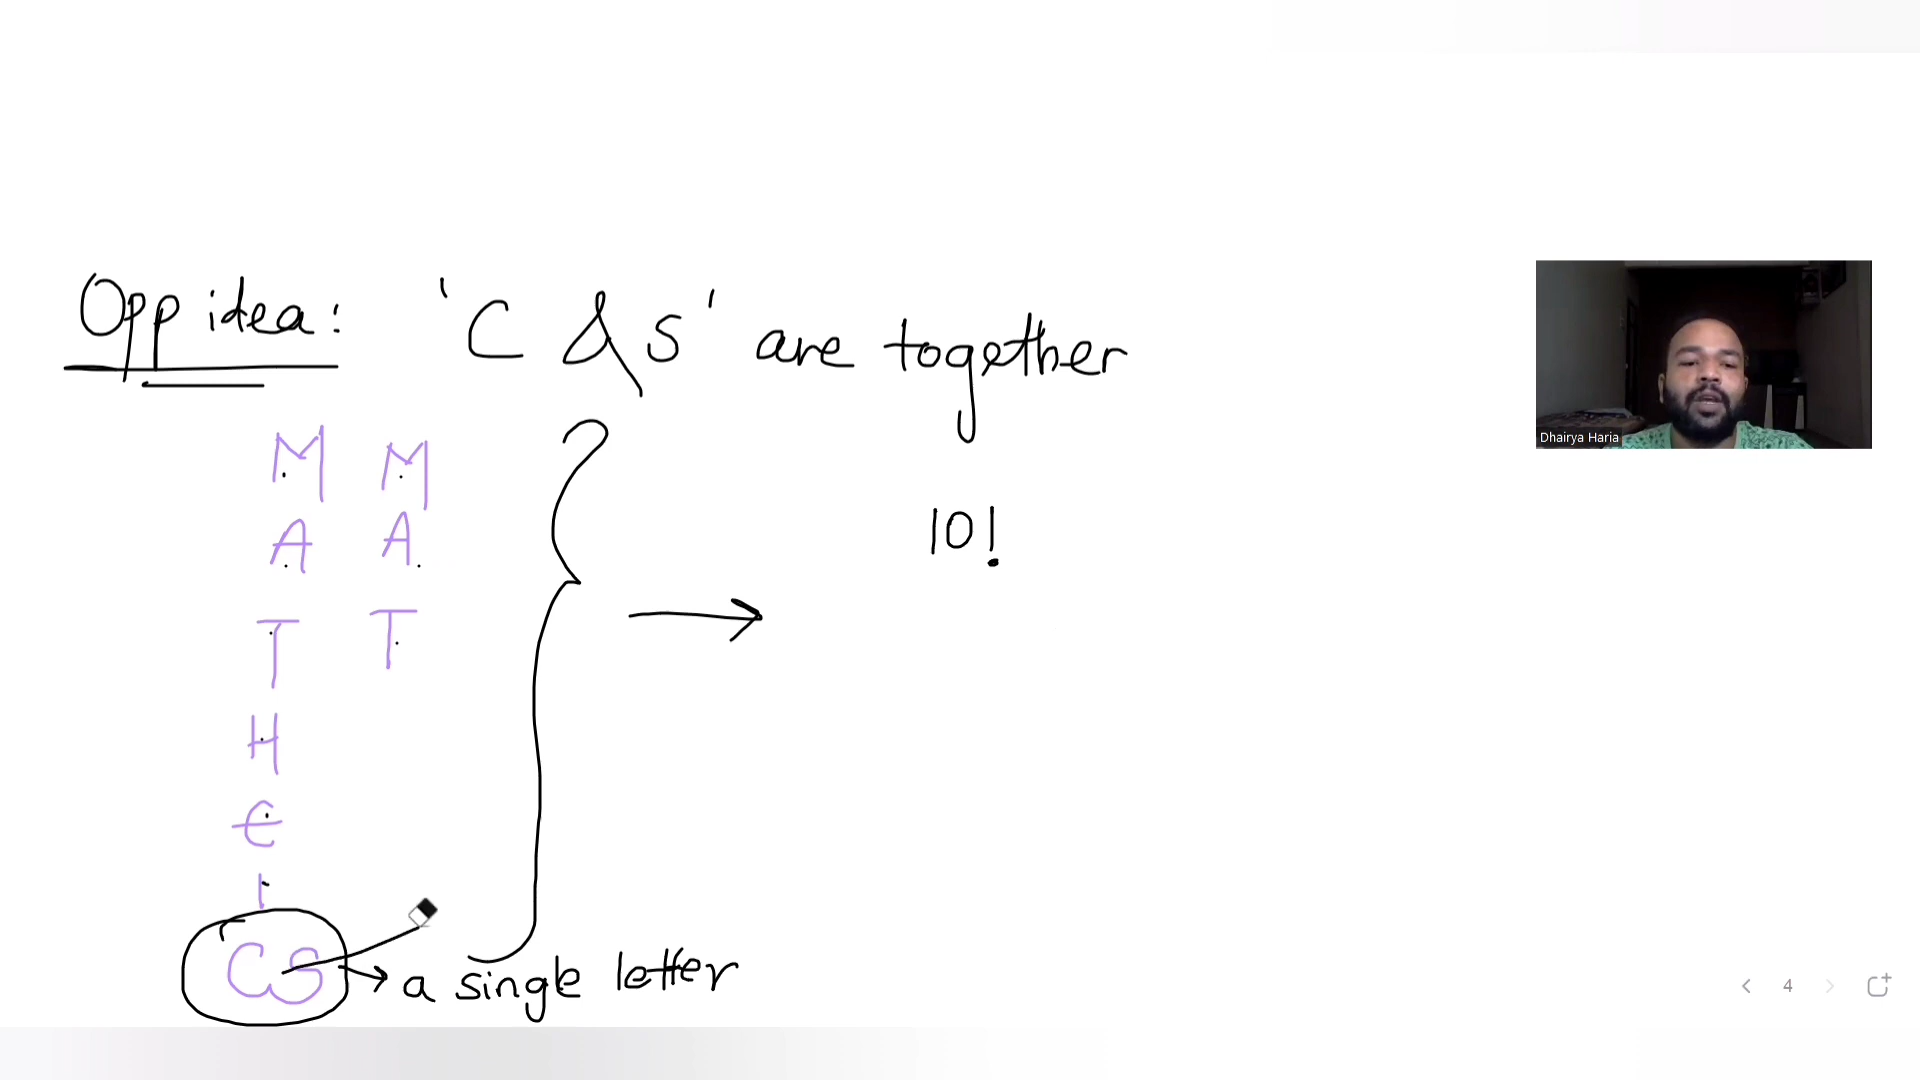 Opp idea: 'C & S' are together
M M
A A
T T
H
E
I
CS → a single letter
10!
Dhairya Haria
4